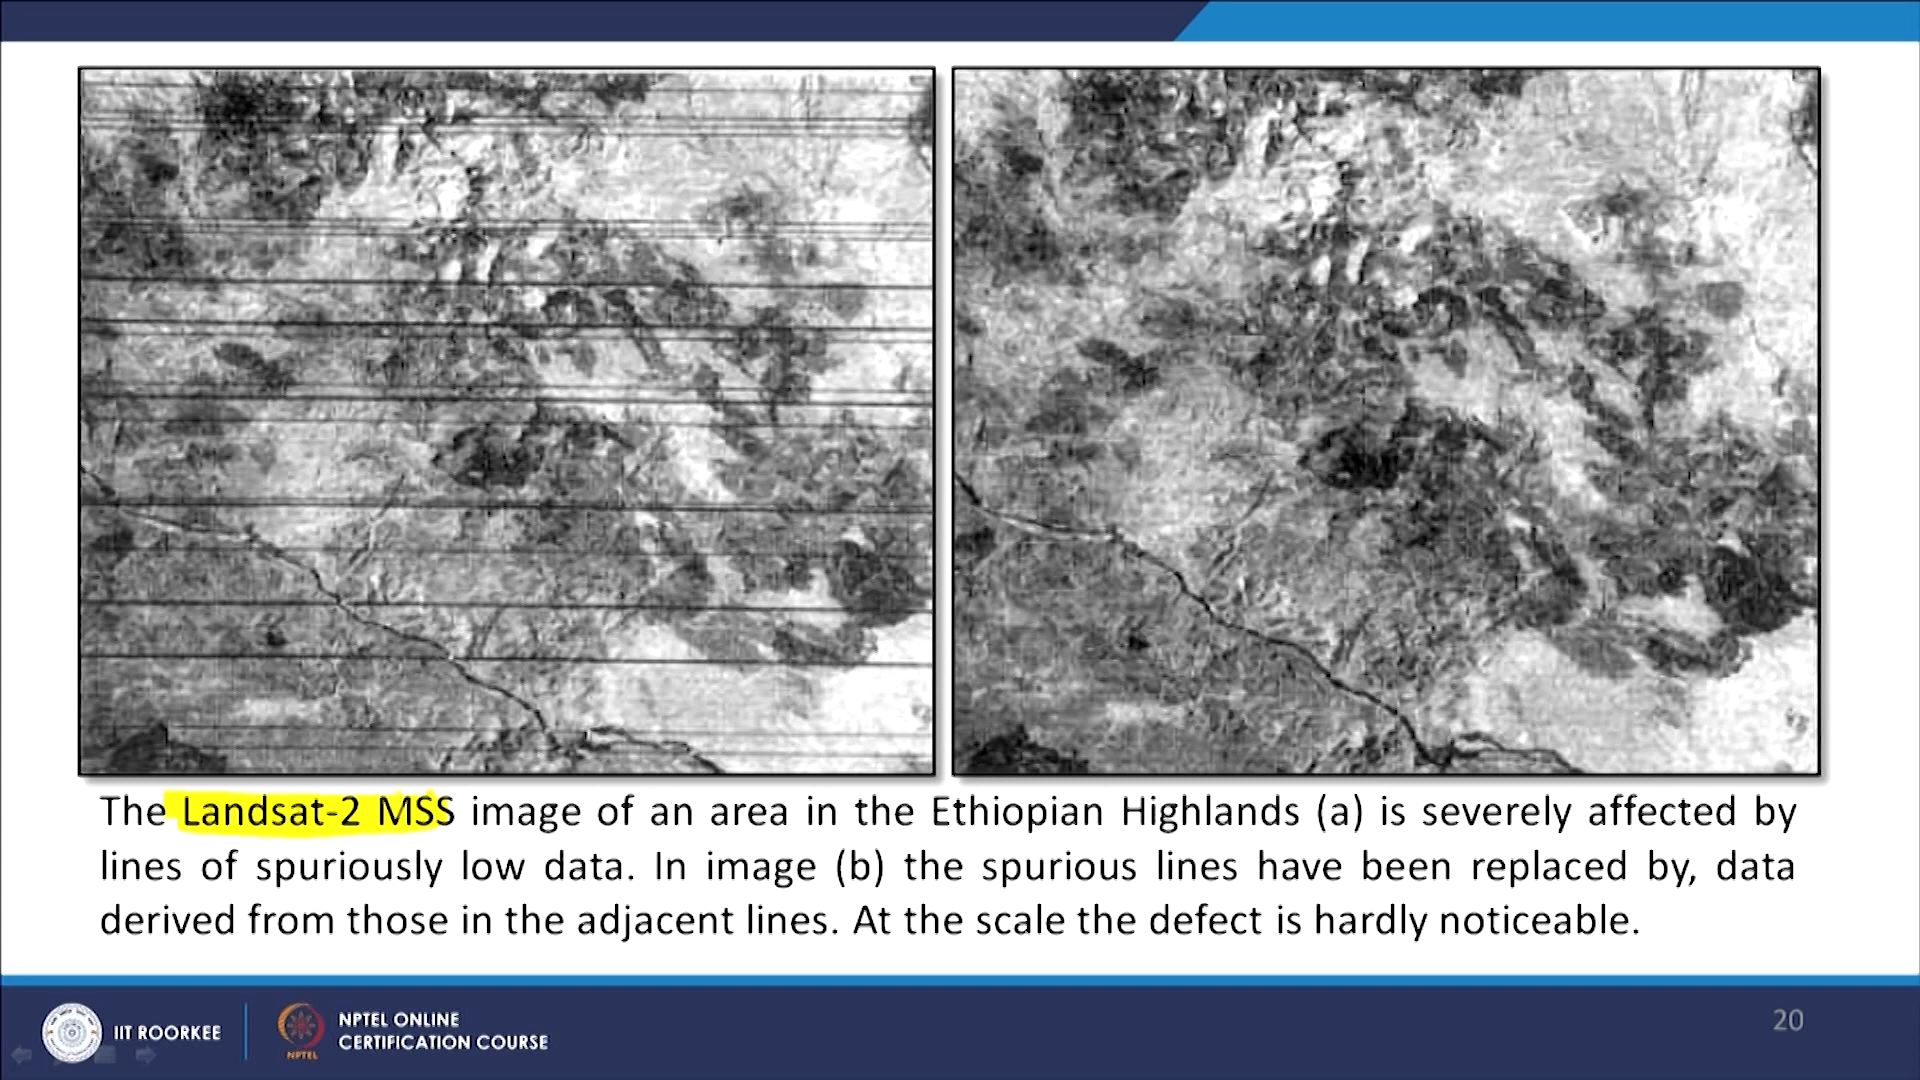 The Landsat-2 MSS image of an area in the Ethiopian Highlands (a) is severely affected by
lines of spuriously low data. In image (b) the spurious lines have been replaced by, data
derived from those in the adjacent lines. At the scale the defect is hardly noticeable.
IIT ROORKEE
NPTEL
NPTEL ONLINE
CERTIFICATION COURSE
20